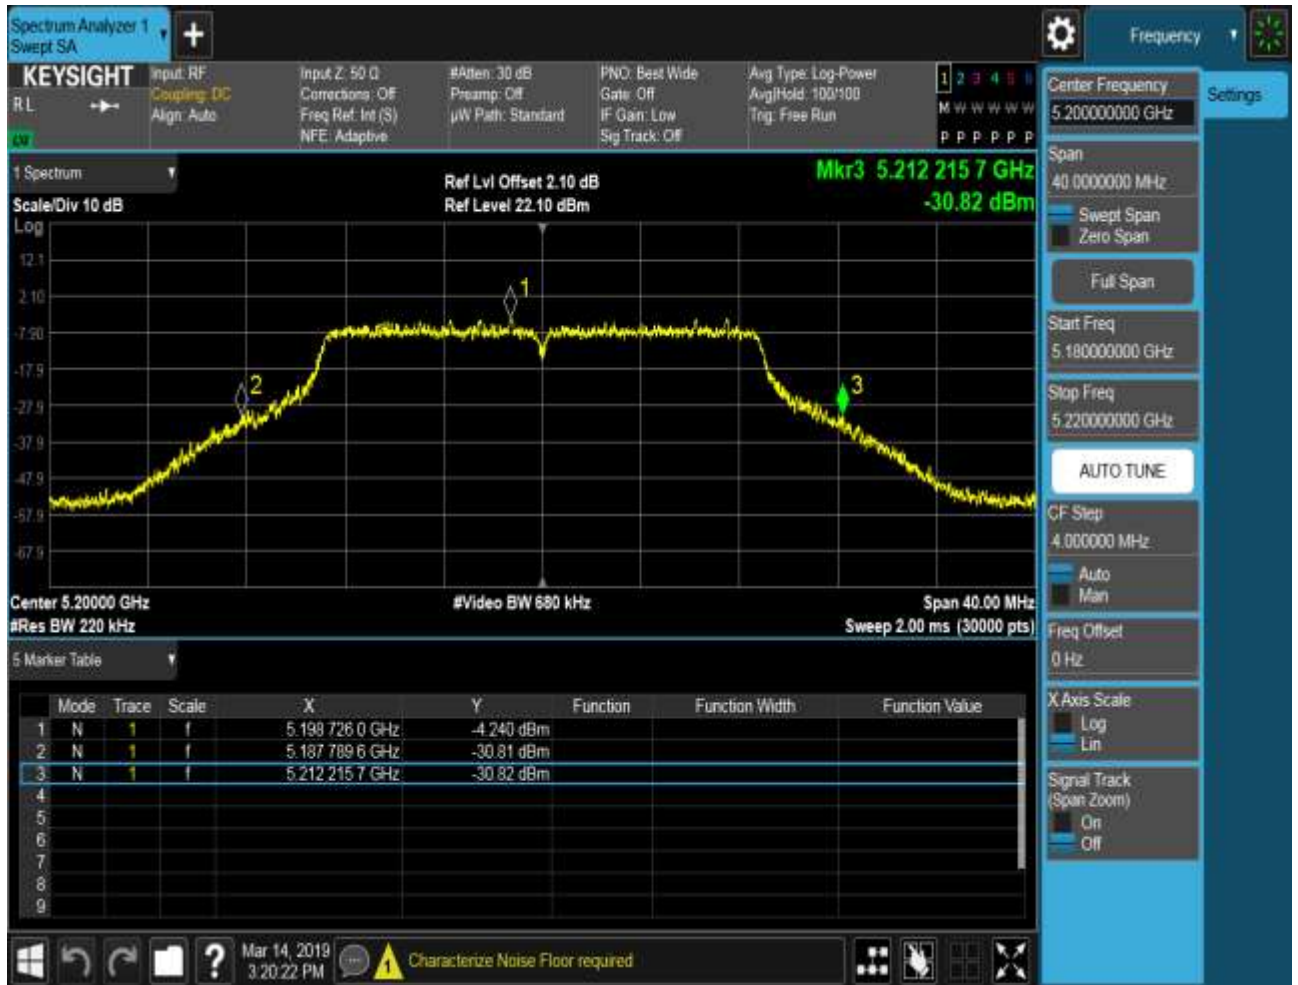 Spectrum Analyzer 1
Swept SA
Frequency
KEYSIGHT
RL
Input: RF
Coupling: DC
Align: Auto
Input Z: 50 Ω
Corrections: Off
Freq Ref: Int (S)
NFE: Adaptive
#Atten: 30 dB
Preamp: Off
µW Path: Standard
PNO: Best Wide
Gate: Off
IF Gain: Low
Sig Track: Off
Avg Type: Log-Power
Avg|Hold: 100/100
Trig: Free Run
1 2 3 4 5 6
M W W W W W
P P P P P P
1 Spectrum
Scale/Div 10 dB
Ref Lvl Offset 2.10 dB
Ref Level 22.10 dBm
Mkr3 5.212 215 7 GHz
-30.82 dBm
Log
12.1
2.10
-7.90
-17.9
-27.9
-37.9
-47.9
-57.9
-67.9
1
2
3
Center 5.20000 GHz
#Res BW 220 kHz
#Video BW 680 kHz
Span 40.00 MHz
Sweep 2.00 ms (30000 pts)
5 Marker Table
Mode Trace Scale X Y Function Function Width Function Value
1 N 1 f 5.198 726 0 GHz -4.240 dBm
2 N 1 f 5.187 789 6 GHz -30.81 dBm
3 N 1 f 5.212 215 7 GHz -30.82 dBm
4
5
6
7
8
9
?
Mar 14, 2019
3:20:22 PM
1
Characterize Noise Floor required
Center Frequency
5.200000000 GHz
Settings
Span
40.0000000 MHz
Swept Span
Zero Span
Full Span
Start Freq
5.180000000 GHz
Stop Freq
5.220000000 GHz
AUTO TUNE
CF Step
4.000000 MHz
Auto
Man
Freq Offset
0 Hz
X Axis Scale
Log
Lin
Signal Track
(Span Zoom)
On
Off